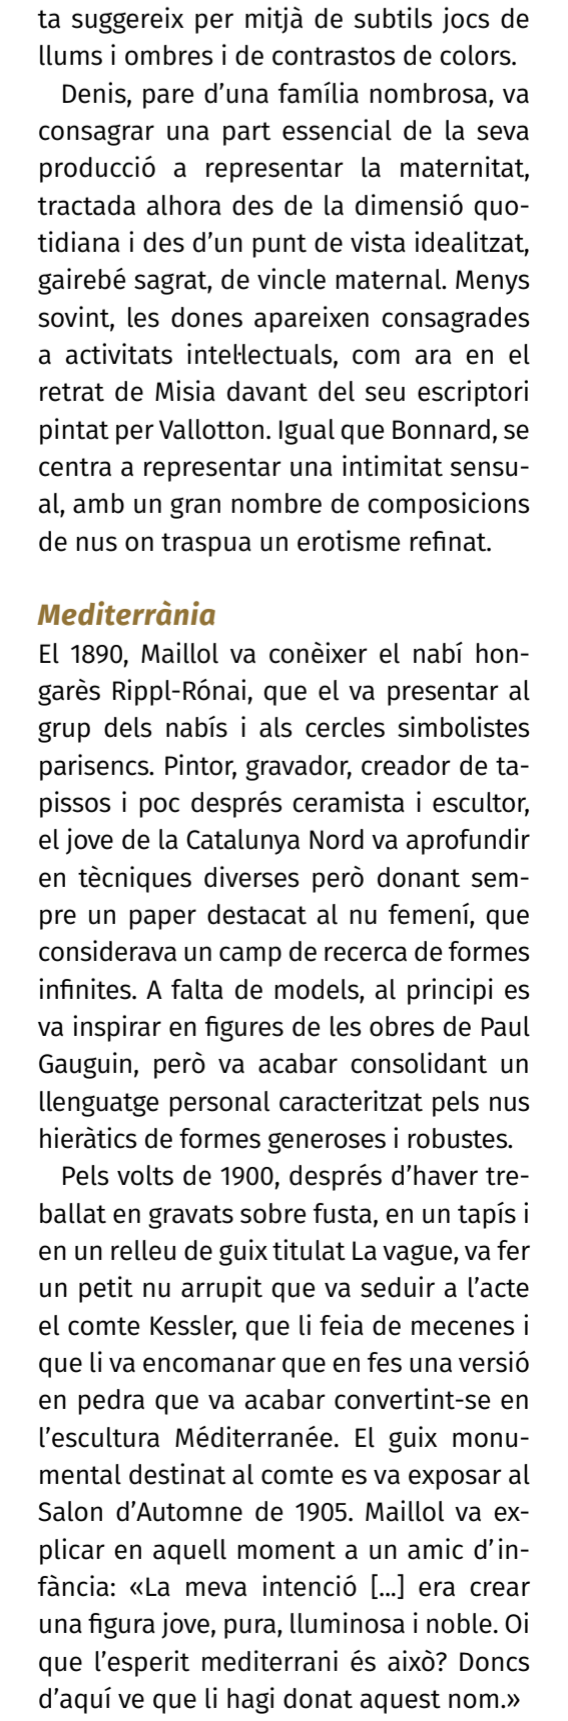 ta suggereix per mitjà de subtils jocs de
llums i ombres i de contrastos de colors.
Denis, pare d’una família nombrosa, va
consagrar una part essencial de la seva
producció a representar la maternitat,
tractada alhora des de la dimensió quo-
tidiana i des d’un punt de vista idealitzat,
gairebé sagrat, de vincle maternal. Menys
sovint, les dones apareixen consagrades
a activitats intel·lectuals, com ara en el
retrat de Misia davant del seu escriptori
pintat per Vallotton. Igual que Bonnard, se
centra a representar una intimitat sensu-
al, amb un gran nombre de composicions
de nus on traspua un erotisme refinat.
Mediterrània
El 1890, Maillol va conèixer el nabí hon-
garès Rippl-Rónai, que el va presentar al
grup dels nabís i als cercles simbolistes
parisencs. Pintor, gravador, creador de ta-
pissos i poc després ceramista i escultor,
el jove de la Catalunya Nord va aprofundir
en tècniques diverses però donant sem-
pre un paper destacat al nu femení, que
considerava un camp de recerca de formes
infinites. A falta de models, al principi es
va inspirar en figures de les obres de Paul
Gauguin, però va acabar consolidant un
llenguatge personal caracteritzat pels nus
hieràtics de formes generoses i robustes.
Pels volts de 1900, després d’haver tre-
ballat en gravats sobre fusta, en un tapís i
en un relleu de guix titulat La vague, va fer
un petit nu arrupit que va seduir a l’acte
el comte Kessler, que li feia de mecenes i
que li va encomanar que en fes una versió
en pedra que va acabar convertint-se en
l’escultura Méditerranée. El guix monu-
mental destinat al comte es va exposar al
Salon d’Automne de 1905. Maillol va ex-
plicar en aquell moment a un amic d’in-
fància: «La meva intenció [...] era crear
una figura jove, pura, lluminosa i noble. Oi
que l’esperit mediterrani és això? Doncs
d’aquí ve que li hagi donat aquest nom.»